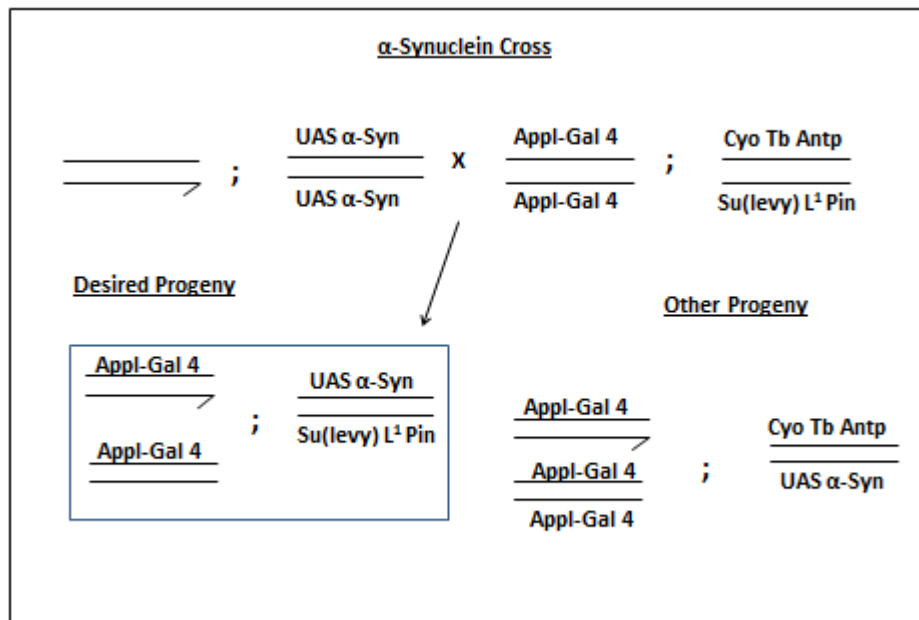 α-Synuclein Cross
; UAS α-Syn X Appl-Gal 4 ; Cyo Tb Antp
UAS α-Syn Appl-Gal 4 Su(levy) L¹ Pin
Desired Progeny
Other Progeny
Appl-Gal 4 ; UAS α-Syn
Appl-Gal 4 Su(levy) L¹ Pin
Appl-Gal 4 ; Cyo Tb Antp
Appl-Gal 4 UAS α-Syn
Appl-Gal 4